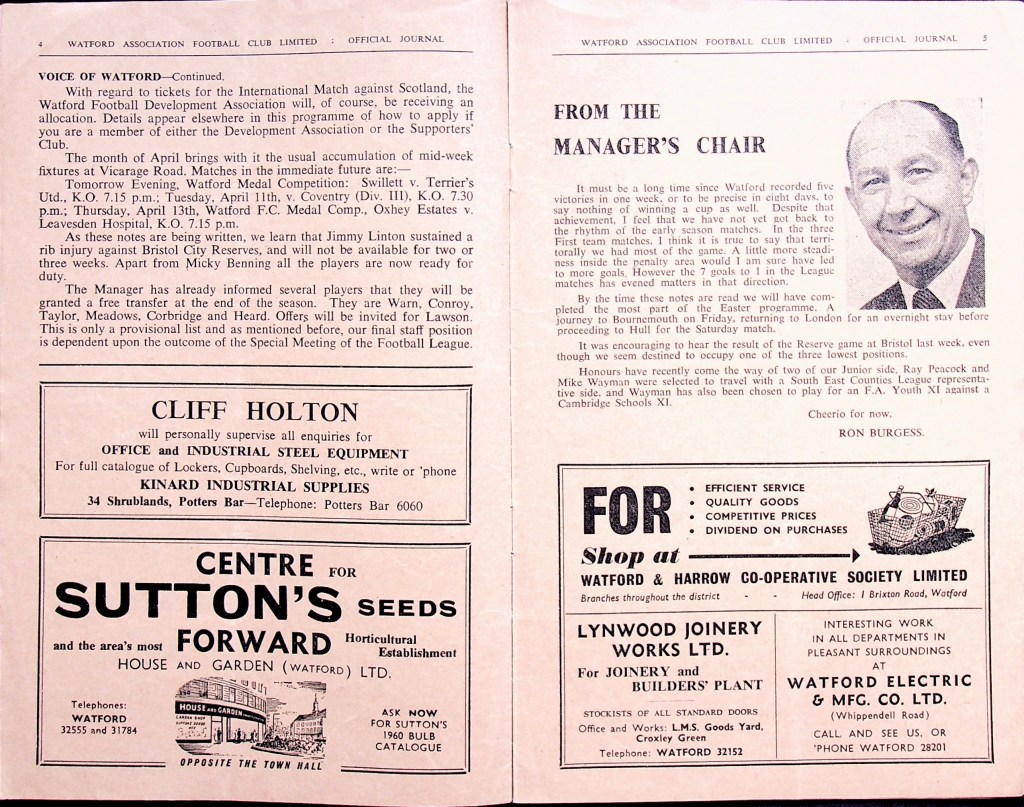 4 WATFORD ASSOCIATION FOOTBALL CLUB LIMITED : OFFICIAL JOURNAL
VOICE OF WATFORD—Continued.
With regard to tickets for the International Match against Scotland, the
Watford Football Development Association will, of course, be receiving an
allocation. Details appear elsewhere in this programme of how to apply if
you are a member of either the Development Association or the Supporters'
Club.
The month of April brings with it the usual accumulation of mid-week
fixtures at Vicarage Road. Matches in the immediate future are:—
Tomorrow Evening, Watford Medal Competition: Swillett v. Terrier's
Utd., K.O. 7.15 p.m.; Tuesday, April 11th, v. Coventry (Div. III), K.O. 7.30
p.m.; Thursday, April 13th, Watford F.C. Medal Comp., Oxhey Estates v.
Leavesden Hospital, K.O. 7.15 p.m.
As these notes are being written, we learn that Jimmy Linton sustained a
rib injury against Bristol City Reserves, and will not be available for two or
three weeks. Apart from Micky Benning all the players are now ready for
duty.
The Manager has already informed several players that they will be
granted a free transfer at the end of the season. They are Warn, Conroy,
Taylor, Meadows, Corbridge and Heard. Offers will be invited for Lawson.
This is only a provisional list and as mentioned before, our final staff position
is dependent upon the outcome of the Special Meeting of the Football League.
CLIFF HOLTON
will personally supervise all enquiries for
OFFICE and INDUSTRIAL STEEL EQUIPMENT
For full catalogue of Lockers, Cupboards, Shelving, etc., write or 'phone
KINARD INDUSTRIAL SUPPLIES
34 Shrublands, Potters Bar—Telephone: Potters Bar 6060
CENTRE FOR
SUTTON'S SEEDS
and the area's most FORWARD Horticultural Establishment
HOUSE AND GARDEN (WATFORD) LTD.
Telephones:
WATFORD
32555 and 31784
HOUSE AND GARDEN
ASK NOW
FOR SUTTON'S
1960 BULB
CATALOGUE
OPPOSITE THE TOWN HALL
WATFORD ASSOCIATION FOOTBALL CLUB LIMITED - OFFICIAL JOURNAL 5
FROM THE
MANAGER'S CHAIR
It must be a long time since Watford recorded five
victories in one week, or to be precise in eight days, to
say nothing of winning a cup as well. Despite that
achievement, I feel that we have not yet got back to
the rhythm of the early season matches. In the three
First team matches, I think it is true to say that terri-
torially we had most of the game. A little more steadi-
ness inside the penalty area would I am sure have led
to more goals. However the 7 goals to 1 in the League
matches has evened matters in that direction.
By the time these notes are read we will have com-
pleted the most part of the Easter programme. A
journey to Bournemouth on Friday, returning to London for an overnight stay before
proceeding to Hull for the Saturday match.
It was encouraging to hear the result of the Reserve game at Bristol last week, even
though we seem destined to occupy one of the three lowest positions.
Honours have recently come the way of two of our Junior side, Ray Peacock and
Mike Wayman were selected to travel with a South East Counties League representa-
tive side, and Wayman has also been chosen to play for an F.A. Youth XI against a
Cambridge Schools XI.
Cheerio for now,
RON BURGESS.
FOR
• EFFICIENT SERVICE
• QUALITY GOODS
• COMPETITIVE PRICES
• DIVIDEND ON PURCHASES
Shop at
WATFORD & HARROW CO-OPERATIVE SOCIETY LIMITED
Branches throughout the district - - Head Office: 1 Brixton Road, Watford
LYNWOOD JOINERY
WORKS LTD.
For JOINERY and
BUILDERS' PLANT
STOCKISTS OF ALL STANDARD DOORS
Office and Works: L.M.S. Goods Yard,
Croxley Green
Telephone: WATFORD 32152
INTERESTING WORK
IN ALL DEPARTMENTS IN
PLEASANT SURROUNDINGS
AT
WATFORD ELECTRIC
& MFG. CO. LTD.
(Whippendell Road)
CALL AND SEE US, OR
'PHONE WATFORD 28201